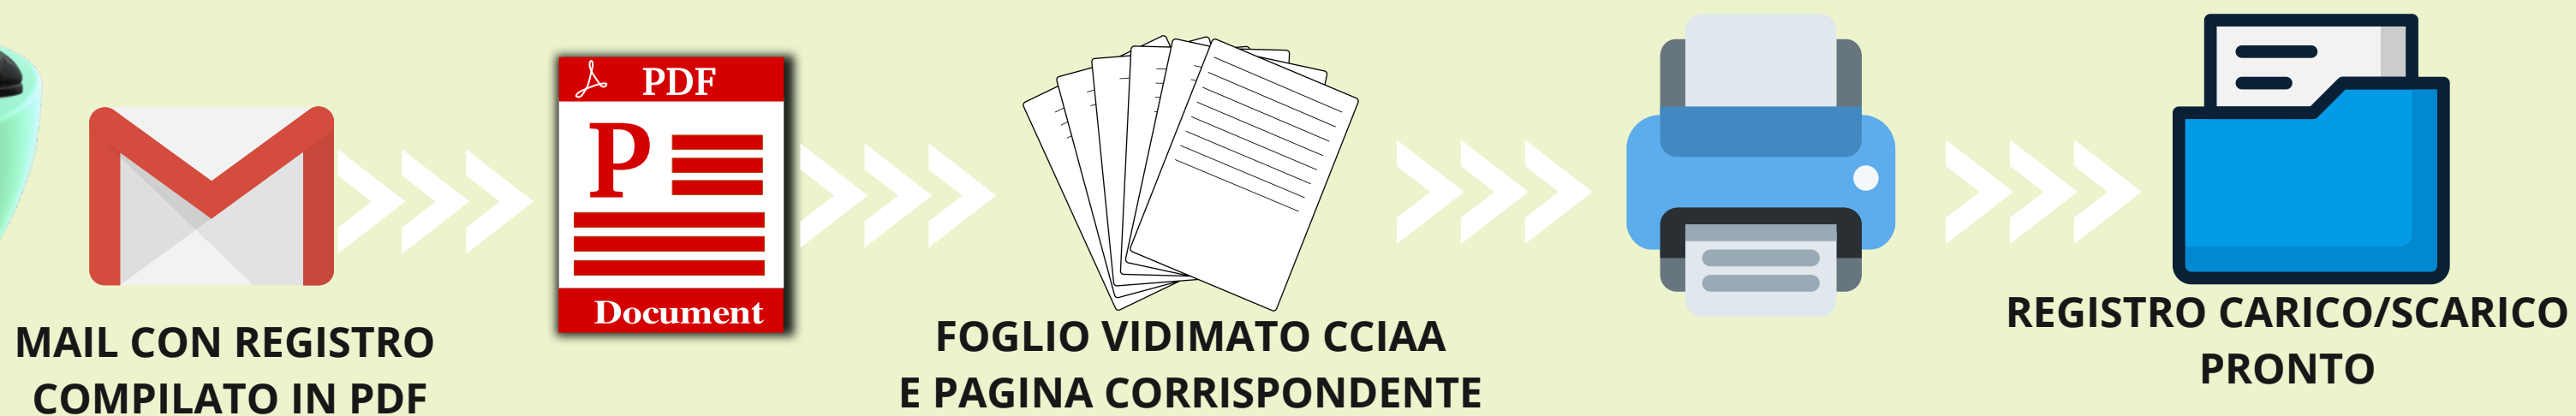 MAIL CON REGISTRO
COMPILATO IN PDF
PDF
P
Document
FOGLIO VIDIMATO CCIAA
E PAGINA CORRISPONDENTE
REGISTRO CARICO/SCARICO
PRONTO